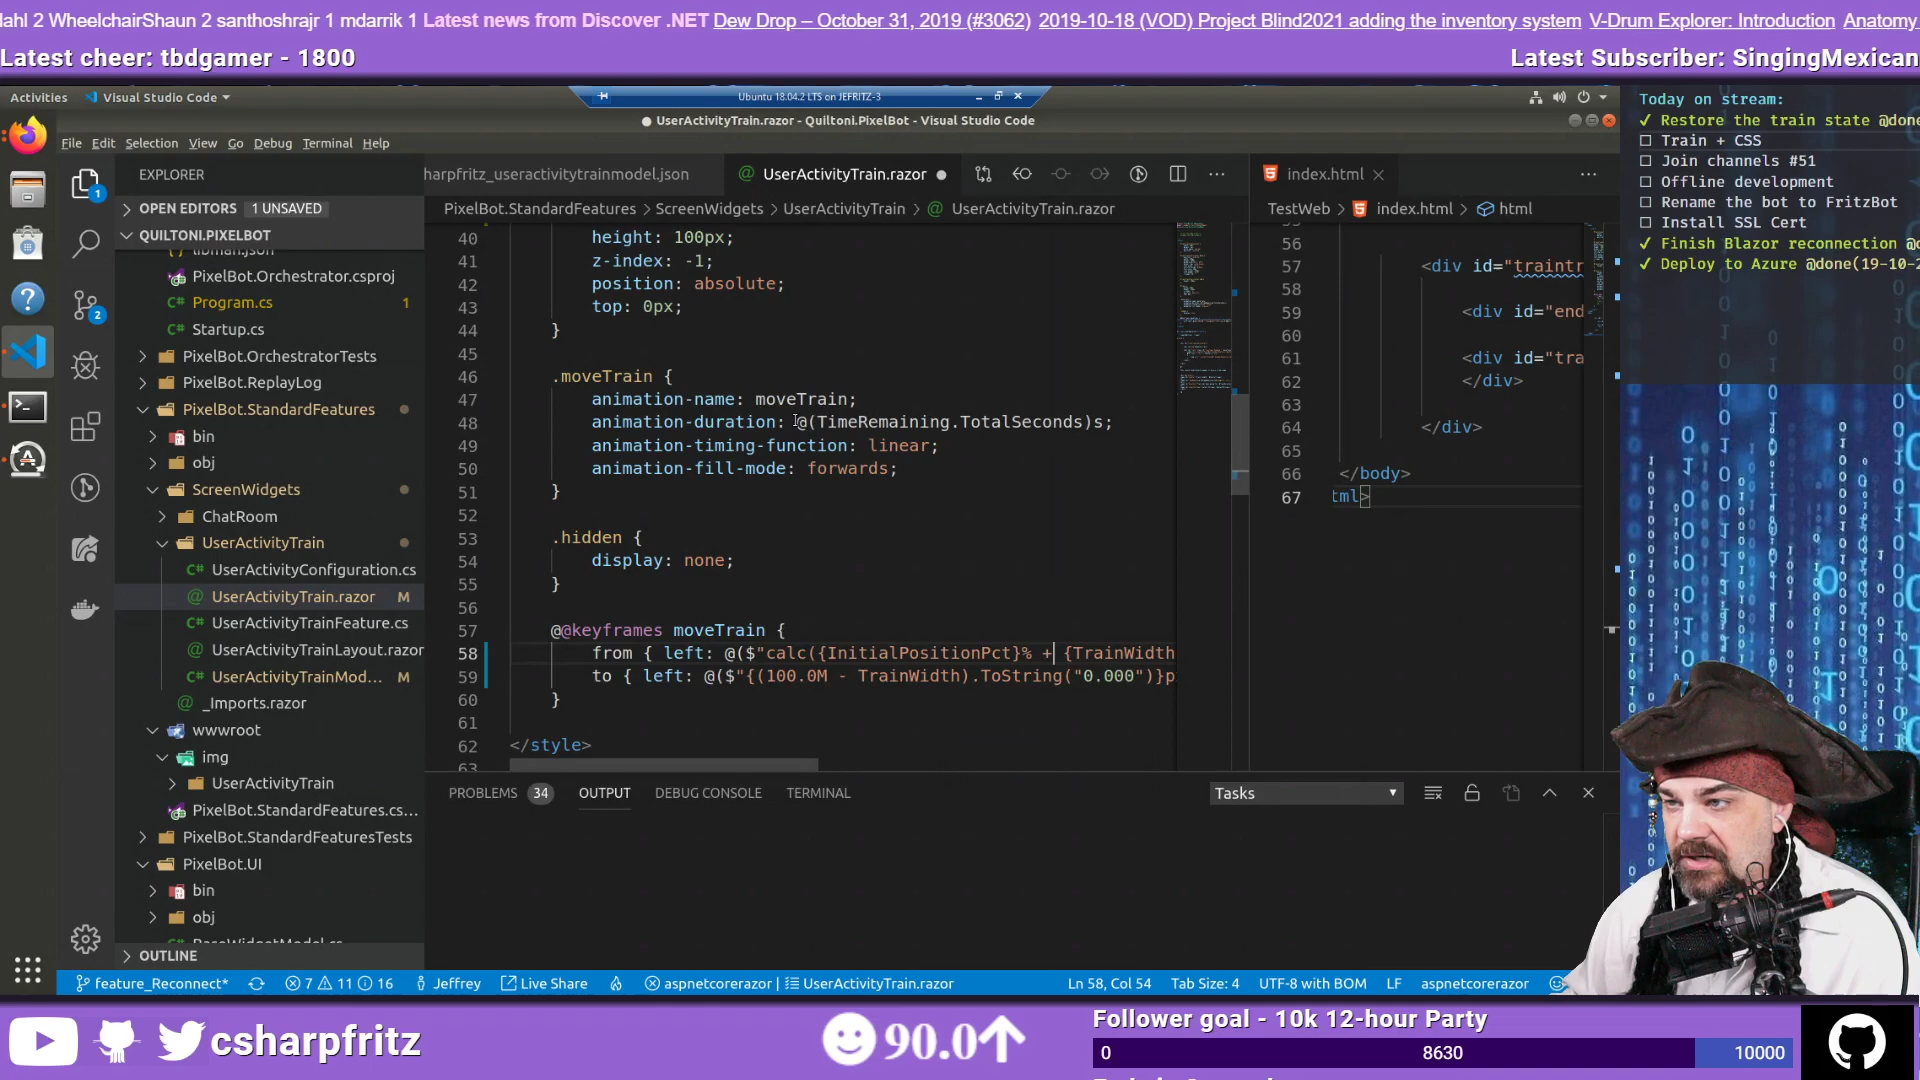 ahl 2 WheelchairShaun 2 santhoshrajr 1 mdarrik 1 Latest news from Discover .NET Dew Drop – October 31, 2019 (#3062) 2019-10-18 (VOD) Project Blind2021 adding the inventory system V-Drum Explorer: Introduction Anatomy
Latest cheer: tbdgamer - 1800
Latest Subscriber: SingingMexican
Activities
Visual Studio Code
Ubuntu 18.04.2 LTS on JEFRITZ-3
UserActivityTrain.razor - Quiltoni.PixelBot - Visual Studio Code
File Edit Selection View Go Debug Terminal Help
Today on stream:
✓ Restore the train state @done
☐ Train + CSS
☐ Join channels #51
☐ Offline development
☐ Rename the bot to FritzBot
☐ Install SSL Cert
✓ Finish Blazor reconnection @d
✓ Deploy to Azure @done(19-10-2
EXPLORER
OPEN EDITORS 1 UNSAVED
QUILTONI.PIXELBOT
libman.json
PixelBot.Orchestrator.csproj
Program.cs 1
Startup.cs
PixelBot.OrchestratorTests
PixelBot.ReplayLog
PixelBot.StandardFeatures
bin
obj
ScreenWidgets
ChatRoom
UserActivityTrain
UserActivityConfiguration.cs
UserActivityTrain.razor M
UserActivityTrainFeature.cs
UserActivityTrainLayout.razor
UserActivityTrainMod... M
_Imports.razor
wwwroot
img
UserActivityTrain
PixelBot.StandardFeatures.cs...
PixelBot.StandardFeaturesTests
PixelBot.UI
bin
obj
BaseWidgetModel.cs
OUTLINE
1
2
harpfritz_useractivitytrainmodel.json
UserActivityTrain.razor
PixelBot.StandardFeatures > ScreenWidgets > UserActivityTrain > UserActivityTrain.razor
40 height: 100px;
41 z-index: -1;
42 position: absolute;
43 top: 0px;
44 }
45
46 .moveTrain {
47 animation-name: moveTrain;
48 animation-duration: @(TimeRemaining.TotalSeconds)s;
49 animation-timing-function: linear;
50 animation-fill-mode: forwards;
51 }
52
53 .hidden {
54 display: none;
55 }
56
57 @@keyframes moveTrain {
58 from { left: @($"calc({InitialPositionPct}% + {TrainWidth
59 to { left: @($"{(100.0M - TrainWidth).ToString("0.000")}p
60 }
61
62 </style>
63
index.html
TestWeb > index.html > html
56
57 <div id="traintr
58
59 <div id="end
60
61 <div id="tra
62 </div>
63
64 </div>
65
66 </body>
67 tml>
PROBLEMS 34 OUTPUT DEBUG CONSOLE TERMINAL
Tasks
feature_Reconnect* 7 11 16 Jeffrey Live Share aspnetcorerazor | UserActivityTrain.razor Ln 58, Col 54 Tab Size: 4 UTF-8 with BOM LF aspnetcorerazor
csharpfritz
90.0
Follower goal - 10k 12-hour Party
0 8630 10000